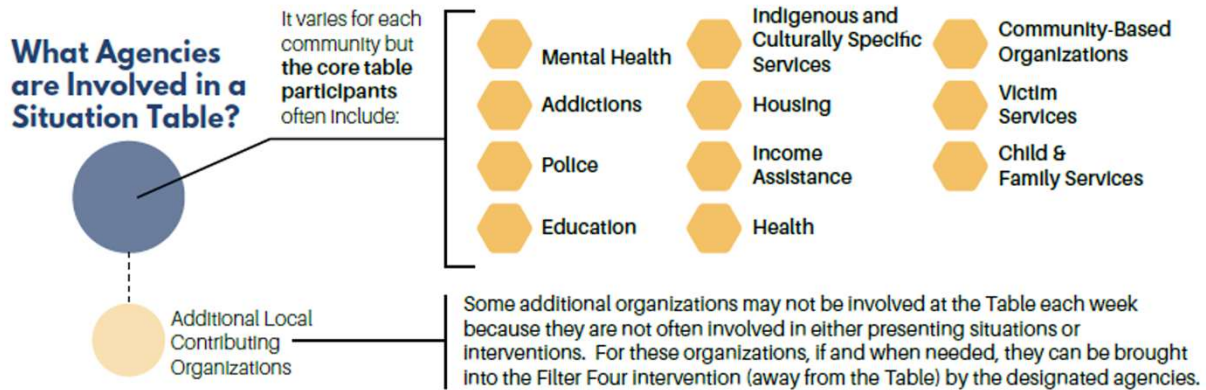 What Agencies
are Involved in a
Situation Table?
It varies for each
community but
the core table
participants
often include:
Mental Health
Addictions
Police
Education
Indigenous and
Culturally Specific
Services
Housing
Income
Assistance
Health
Community-Based
Organizations
Victim
Services
Child &
Family Services
Additional Local
Contributing
Organizations
Some additional organizations may not be involved at the Table each week
because they are not often involved in either presenting situations or
interventions. For these organizations, if and when needed, they can be brought
into the Filter Four intervention (away from the Table) by the designated agencies.